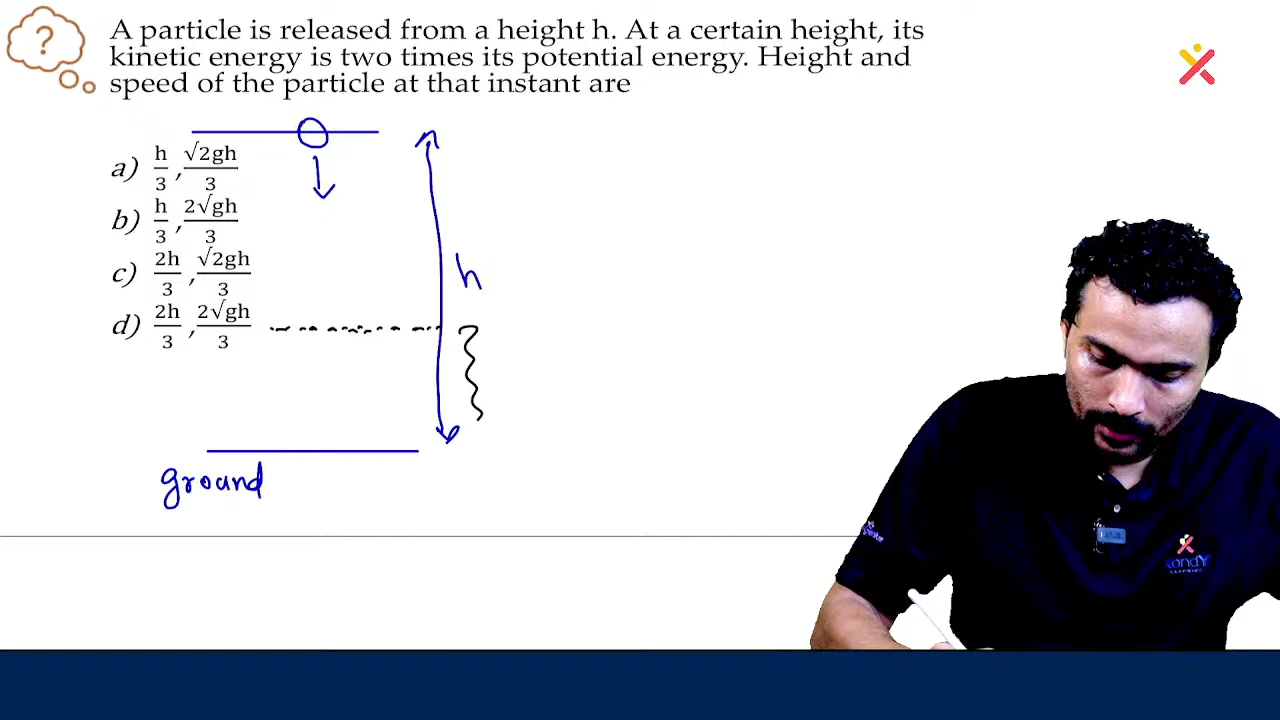 ?
A particle is released from a height h. At a certain height, its
kinetic energy is two times its potential energy. Height and
speed of the particle at that instant are
a) h/3 , √2gh/3
b) h/3 , 2√gh/3
c) 2h/3 , √2gh/3
d) 2h/3 , 2√gh/3
h
ground